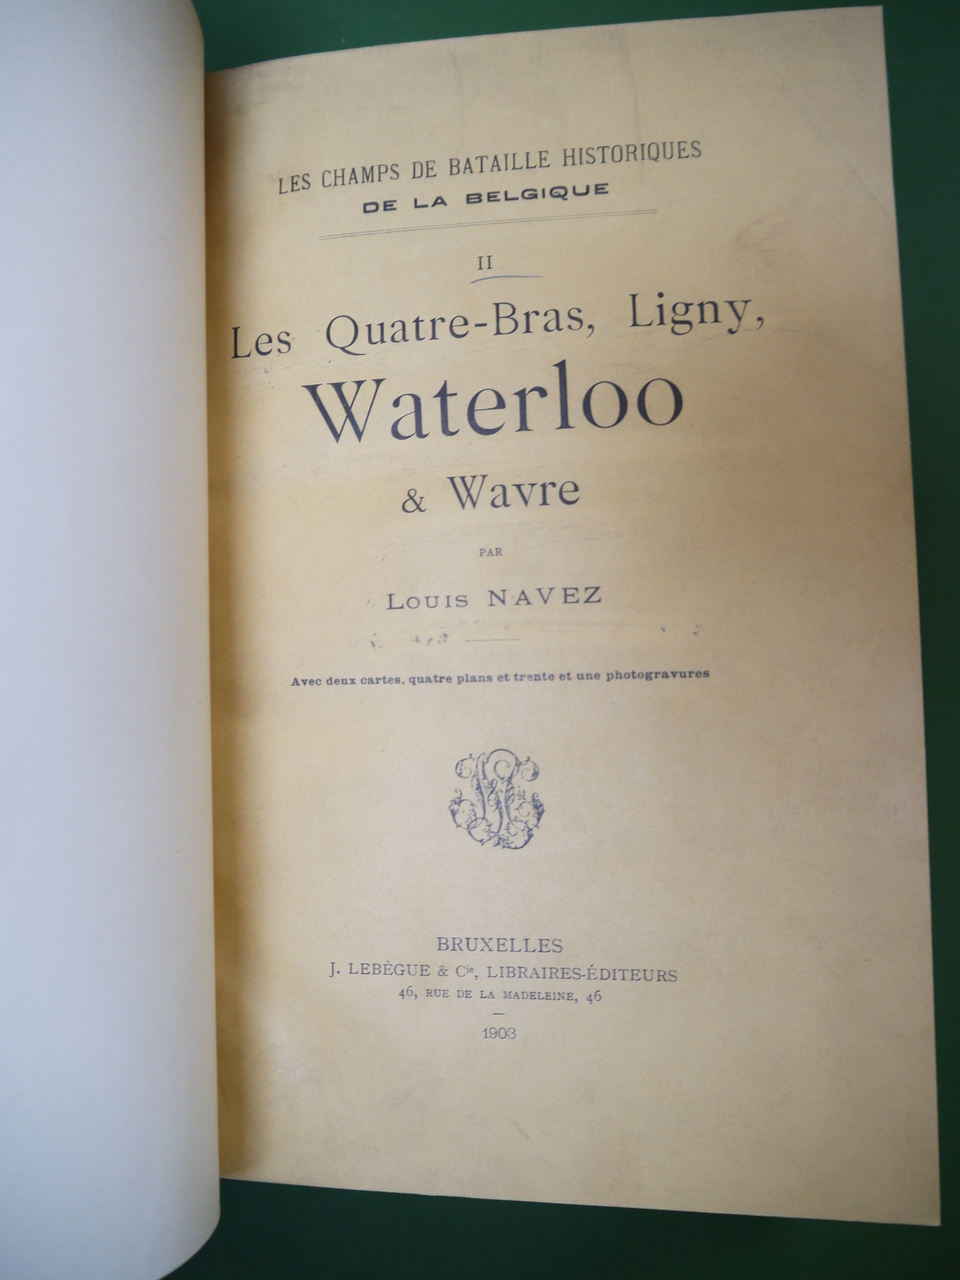 LES CHAMPS DE BATAILLE HISTORIQUES
DE LA BELGIQUE
II
Les Quatre-Bras, Ligny,
Waterloo
& Wavre
PAR
LOUIS NAVEZ
Avec deux cartes, quatre plans et trente et une photogravures
BRUXELLES
J. LEBÈGUE & Cie, LIBRAIRES-ÉDITEURS
46, RUE DE LA MADELEINE, 46
1903